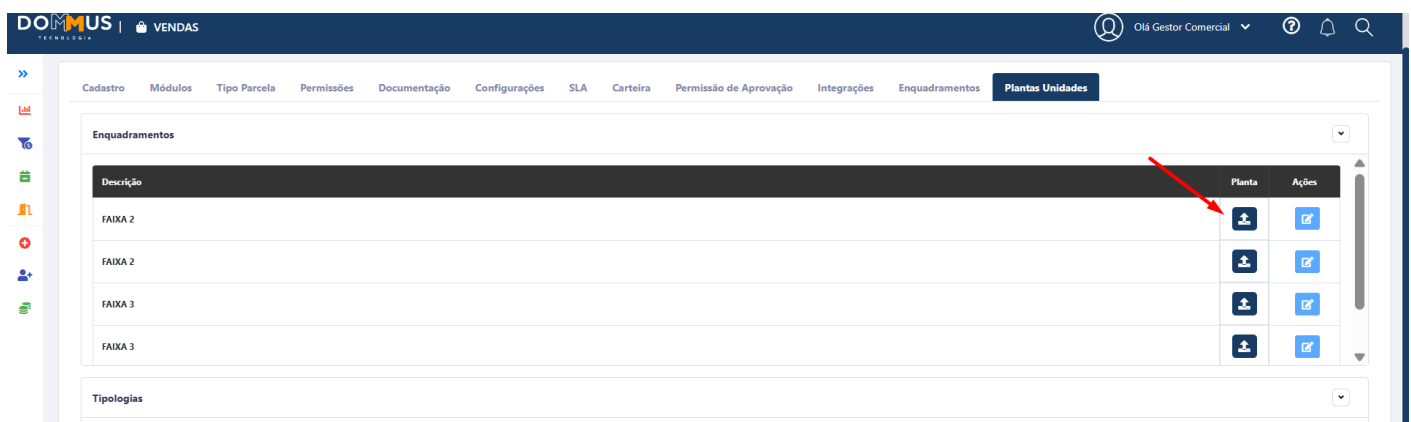 DOMMUS | VENDAS Olá Gestor Comercial
TECNOLOGIA
Cadastro Módulos Tipo Parcela Permissões Documentação Configurações SLA Carteira Permissão de Aprovação Integrações Enquadramentos Plantas Unidades
Enquadramentos
Descrição Planta Ações
FAIXA 2
FAIXA 2
FAIXA 3
FAIXA 3
Tipologias